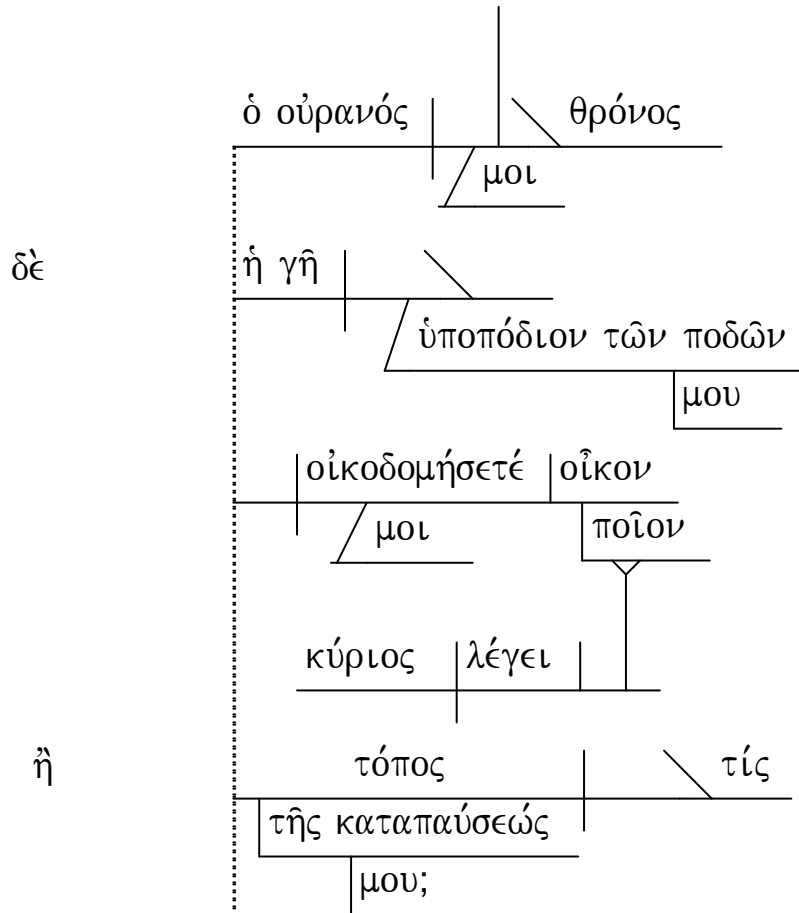 ὁ οὐρανός θρόνος
μοι
δὲ ἡ γῆ
ὑποπόδιον τῶν ποδῶν
μου
οἰκοδομήσετέ οἶκον
μοι ποῖον
κύριος λέγει
ἢ τόπος τίς
τῆς καταπαύσεώς
μου;